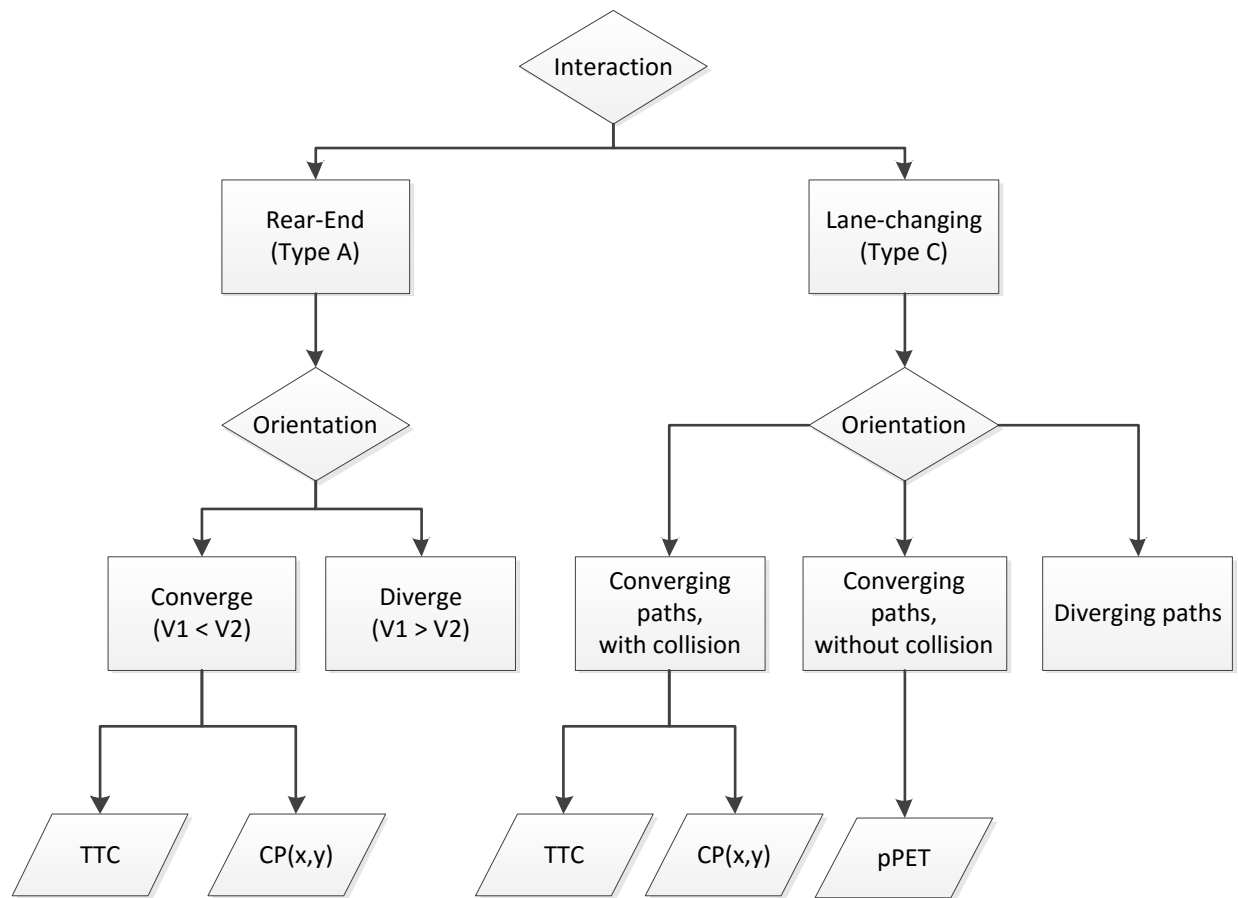 Interaction
Rear-End
(Type A)
Lane-changing
(Type C)
Orientation
Orientation
Converge
(V1 < V2)
Diverge
(V1 > V2)
Converging
paths,
with collision
Converging
paths,
without collision
Diverging paths
TTC
CP(x,y)
TTC
CP(x,y)
pPET